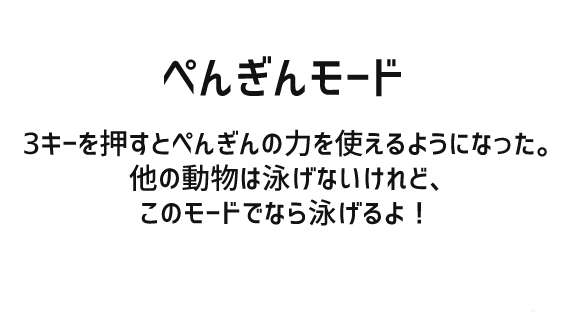 ぺんぎんモード
3キーを押すとぺんぎんの力を使えるようになった。
他の動物は泳げないけれど、
このモードでなら泳げるよ！